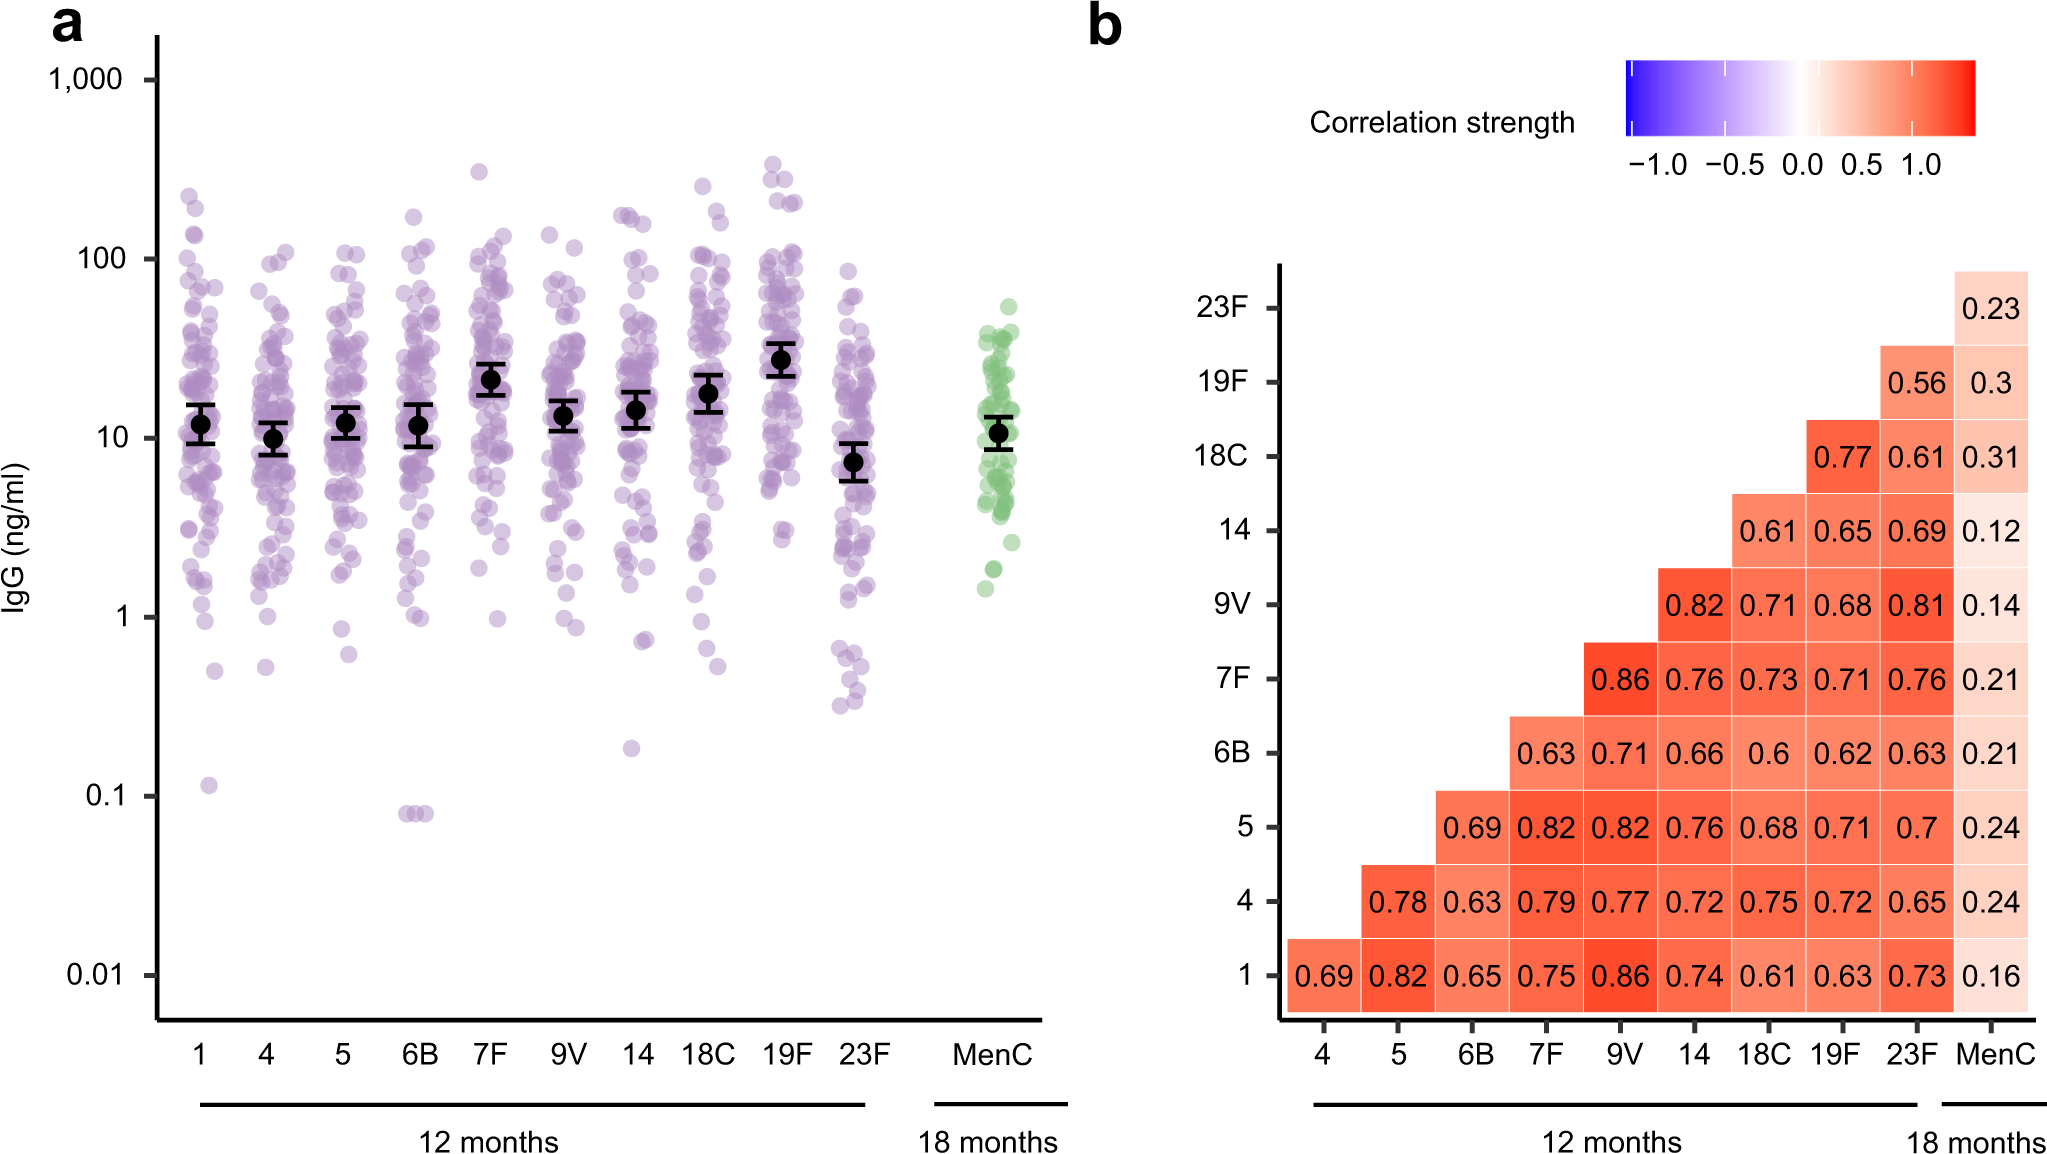 a
1,000
100
10
1
0.1
0.01
IgG (ng/ml)
1 4 5 6B 7F 9V 14 18C 19F 23F MenC
12 months 18 months
b
Correlation strength
−1.0 −0.5 0.0 0.5 1.0
23F 0.23
19F 0.56 0.3
18C 0.77 0.61 0.31
14 0.61 0.65 0.69 0.12
9V 0.82 0.71 0.68 0.81 0.14
7F 0.86 0.76 0.73 0.71 0.76 0.21
6B 0.63 0.71 0.66 0.6 0.62 0.63 0.21
5 0.69 0.82 0.82 0.76 0.68 0.71 0.7 0.24
4 0.78 0.63 0.79 0.77 0.72 0.75 0.72 0.65 0.24
1 0.69 0.82 0.65 0.75 0.86 0.74 0.61 0.63 0.73 0.16
4 5 6B 7F 9V 14 18C 19F 23F MenC
12 months 18 months